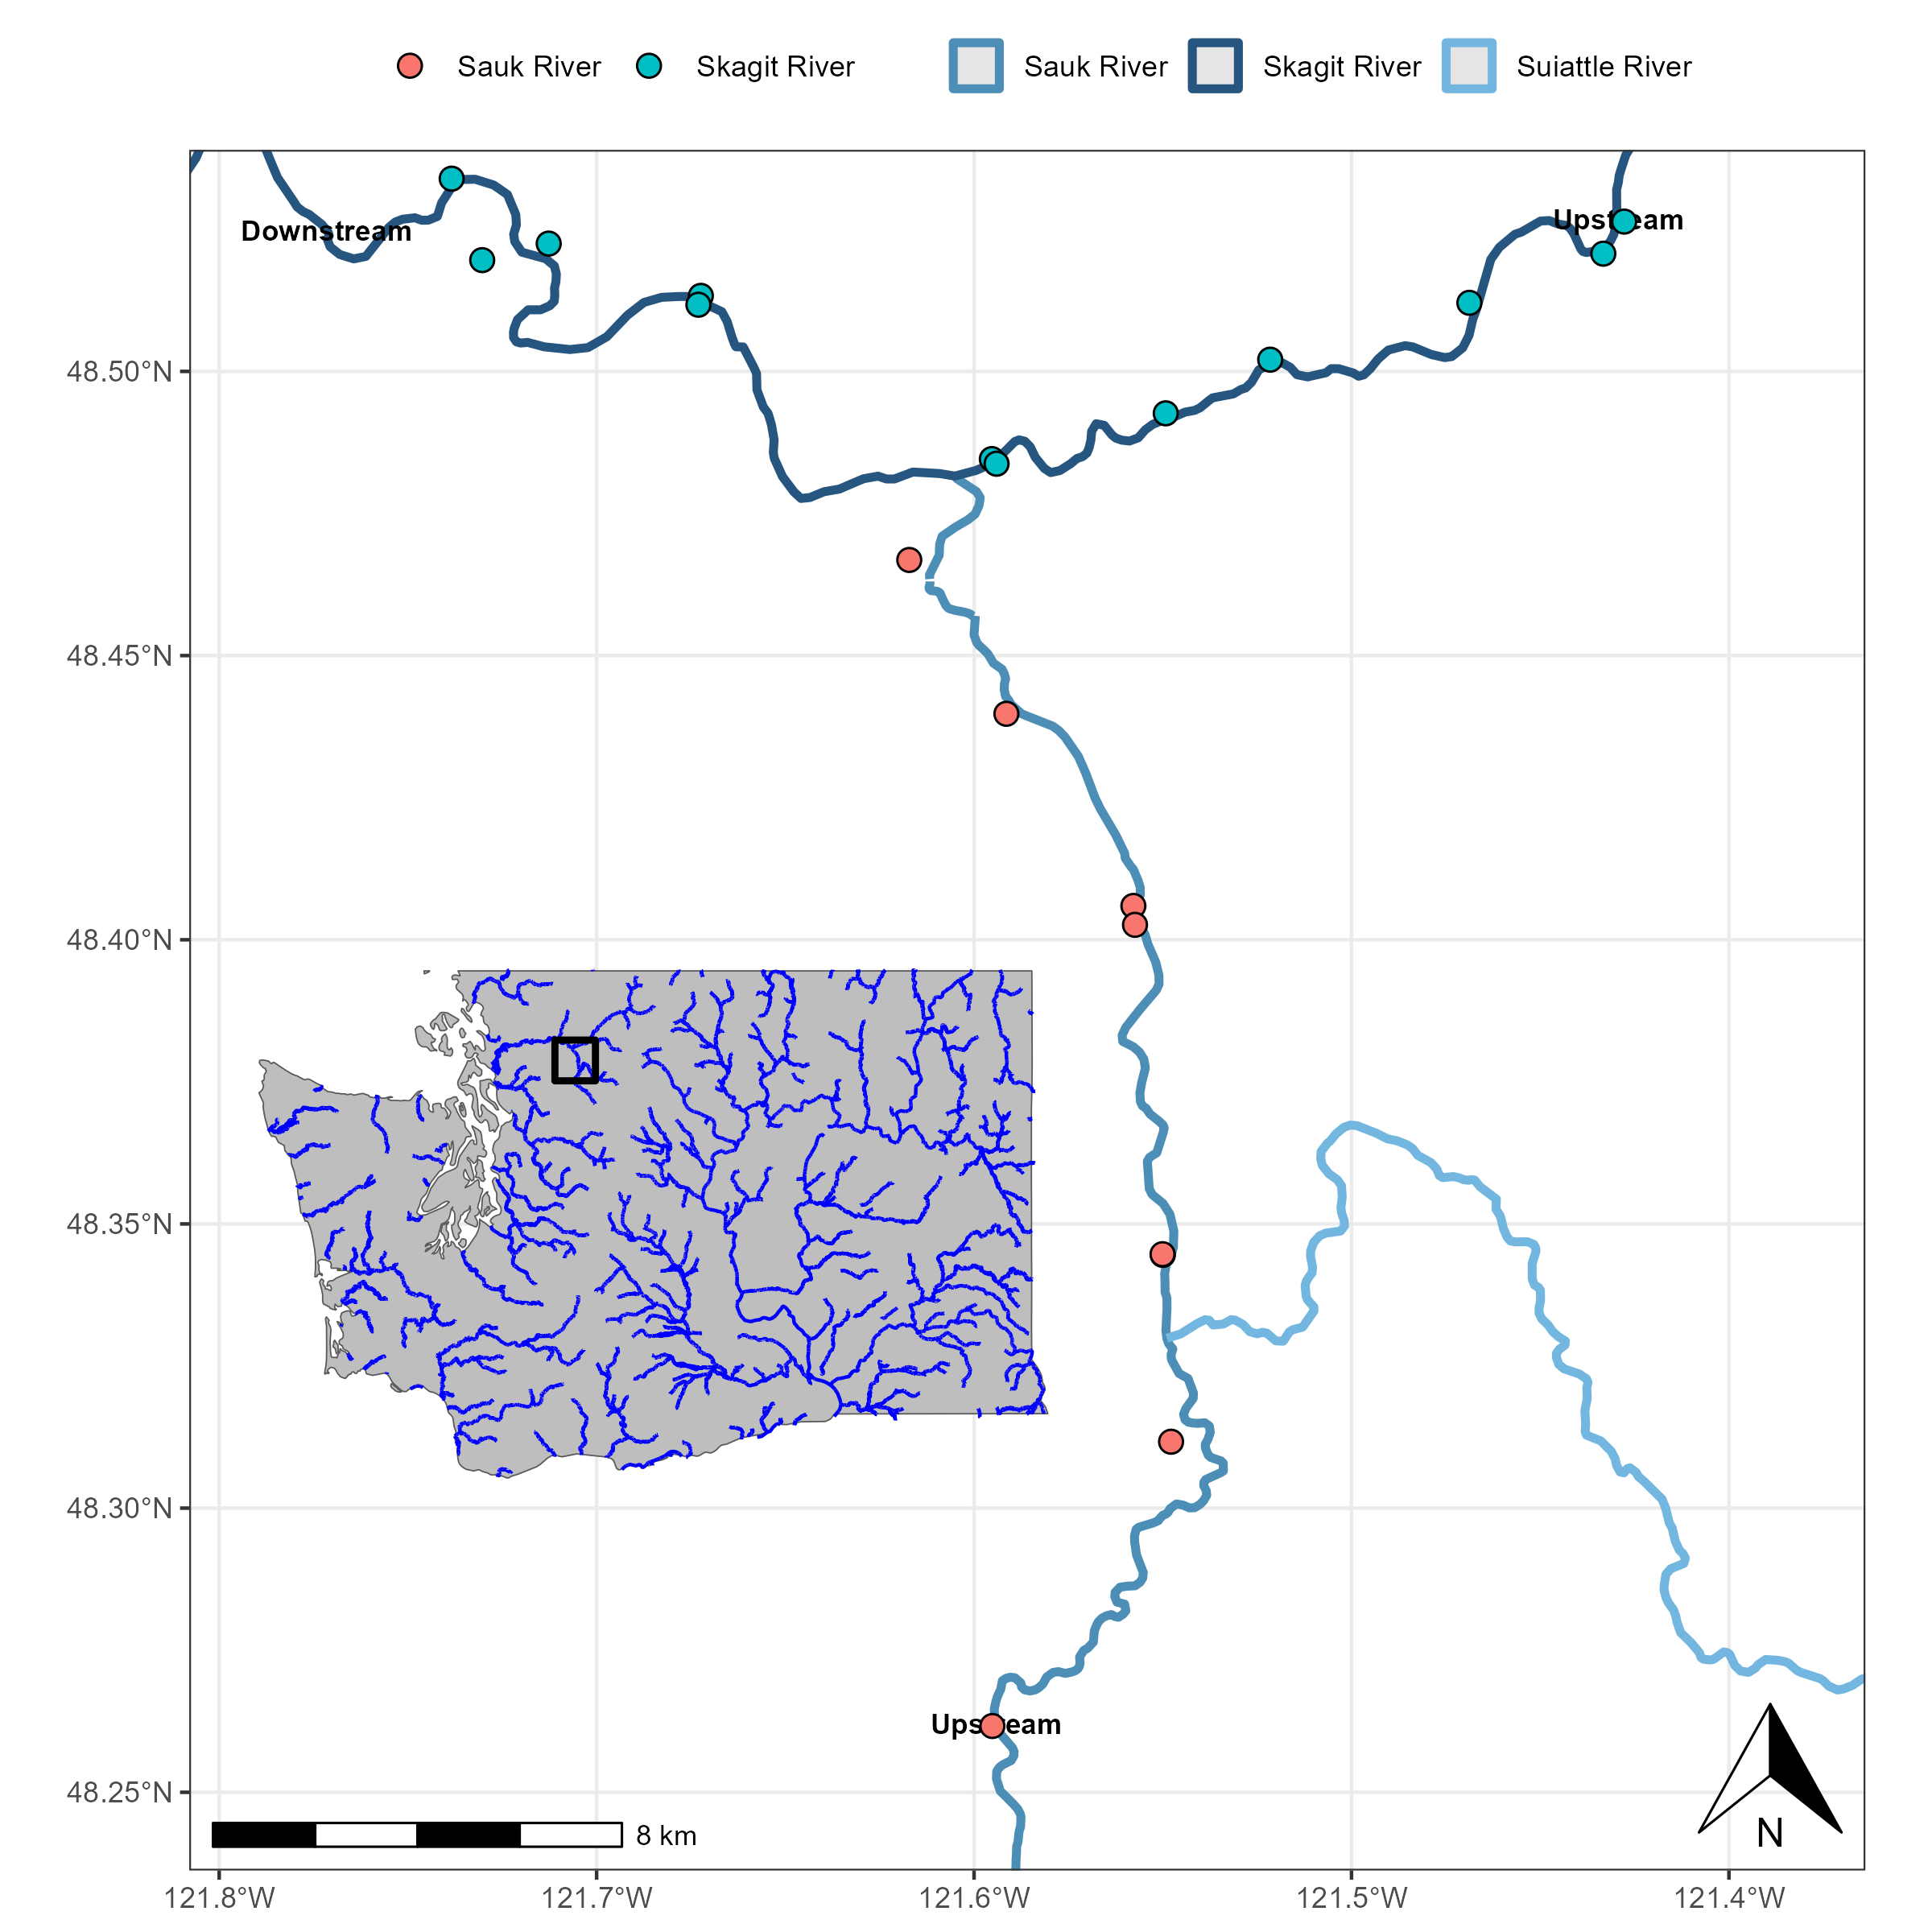 Sauk River Skagit River Sauk River Skagit River Suiattle River
Downstream
Upstream
48.50°N
48.45°N
48.40°N
48.35°N
48.30°N
48.25°N
Upstream
8 km
N
121.8°W 121.7°W 121.6°W 121.5°W 121.4°W